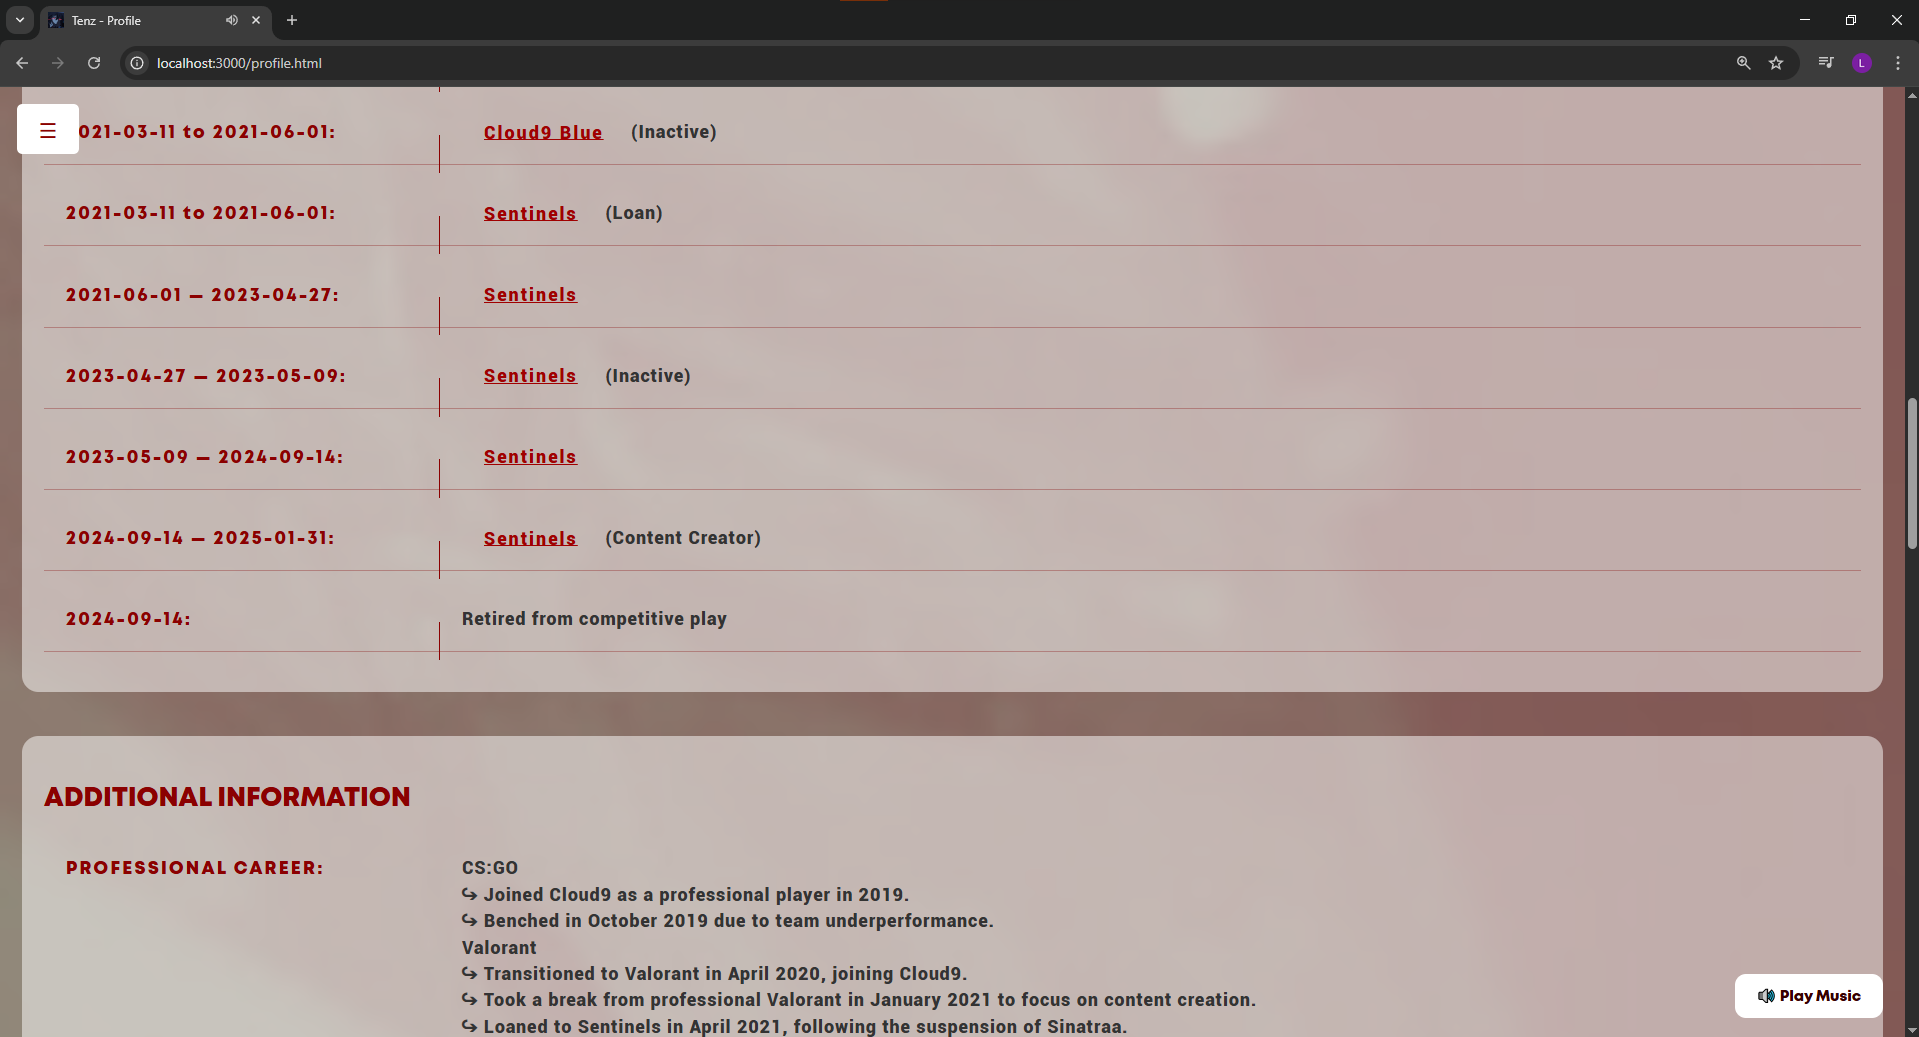 Tenz - Profile
localhost:3000/profile.html
L
☰
021-03-11 to 2021-06-01: Cloud9 Blue (Inactive)
2021-03-11 to 2021-06-01: Sentinels (Loan)
2021-06-01 — 2023-04-27: Sentinels
2023-04-27 — 2023-05-09: Sentinels (Inactive)
2023-05-09 — 2024-09-14: Sentinels
2024-09-14 — 2025-01-31: Sentinels (Content Creator)
2024-09-14: Retired from competitive play
ADDITIONAL INFORMATION
PROFESSIONAL CAREER: CS:GO
↪ Joined Cloud9 as a professional player in 2019.
↪ Benched in October 2019 due to team underperformance.
Valorant
↪ Transitioned to Valorant in April 2020, joining Cloud9.
↪ Took a break from professional Valorant in January 2021 to focus on content creation.
↪ Loaned to Sentinels in April 2021, following the suspension of Sinatraa.
🔊 Play Music